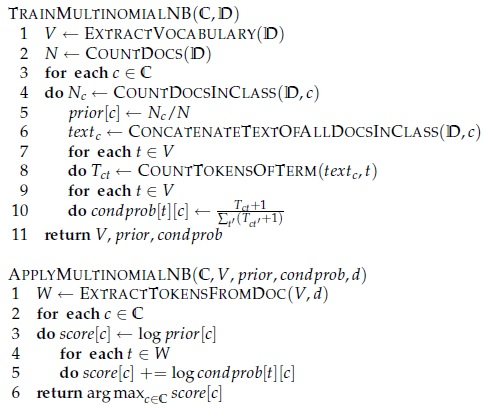 TRAINMULTINOMIALNB(ℂ, 𝔻)
1 V ← EXTRACTVOCABULARY(𝔻)
2 N ← COUNTDOCS(𝔻)
3 for each c ∈ ℂ
4 do Nc ← COUNTDOCSINCLASS(𝔻, c)
5 prior[c] ← Nc/N
6 textc ← CONCATENATETEXTOFALLDOCSINCLASS(𝔻, c)
7 for each t ∈ V
8 do Tct ← COUNTTOKENSOFTERM(textc, t)
9 for each t ∈ V
10 do condprob[t][c] ← (Tct+1)/(Σt′(Tct′+1))
11 return V, prior, condprob
APPLYMULTINOMIALNB(ℂ, V, prior, condprob, d)
1 W ← EXTRACTTOKENSFROMDOC(V, d)
2 for each c ∈ ℂ
3 do score[c] ← log prior[c]
4 for each t ∈ W
5 do score[c] += log condprob[t][c]
6 return arg maxc∈ℂ score[c]